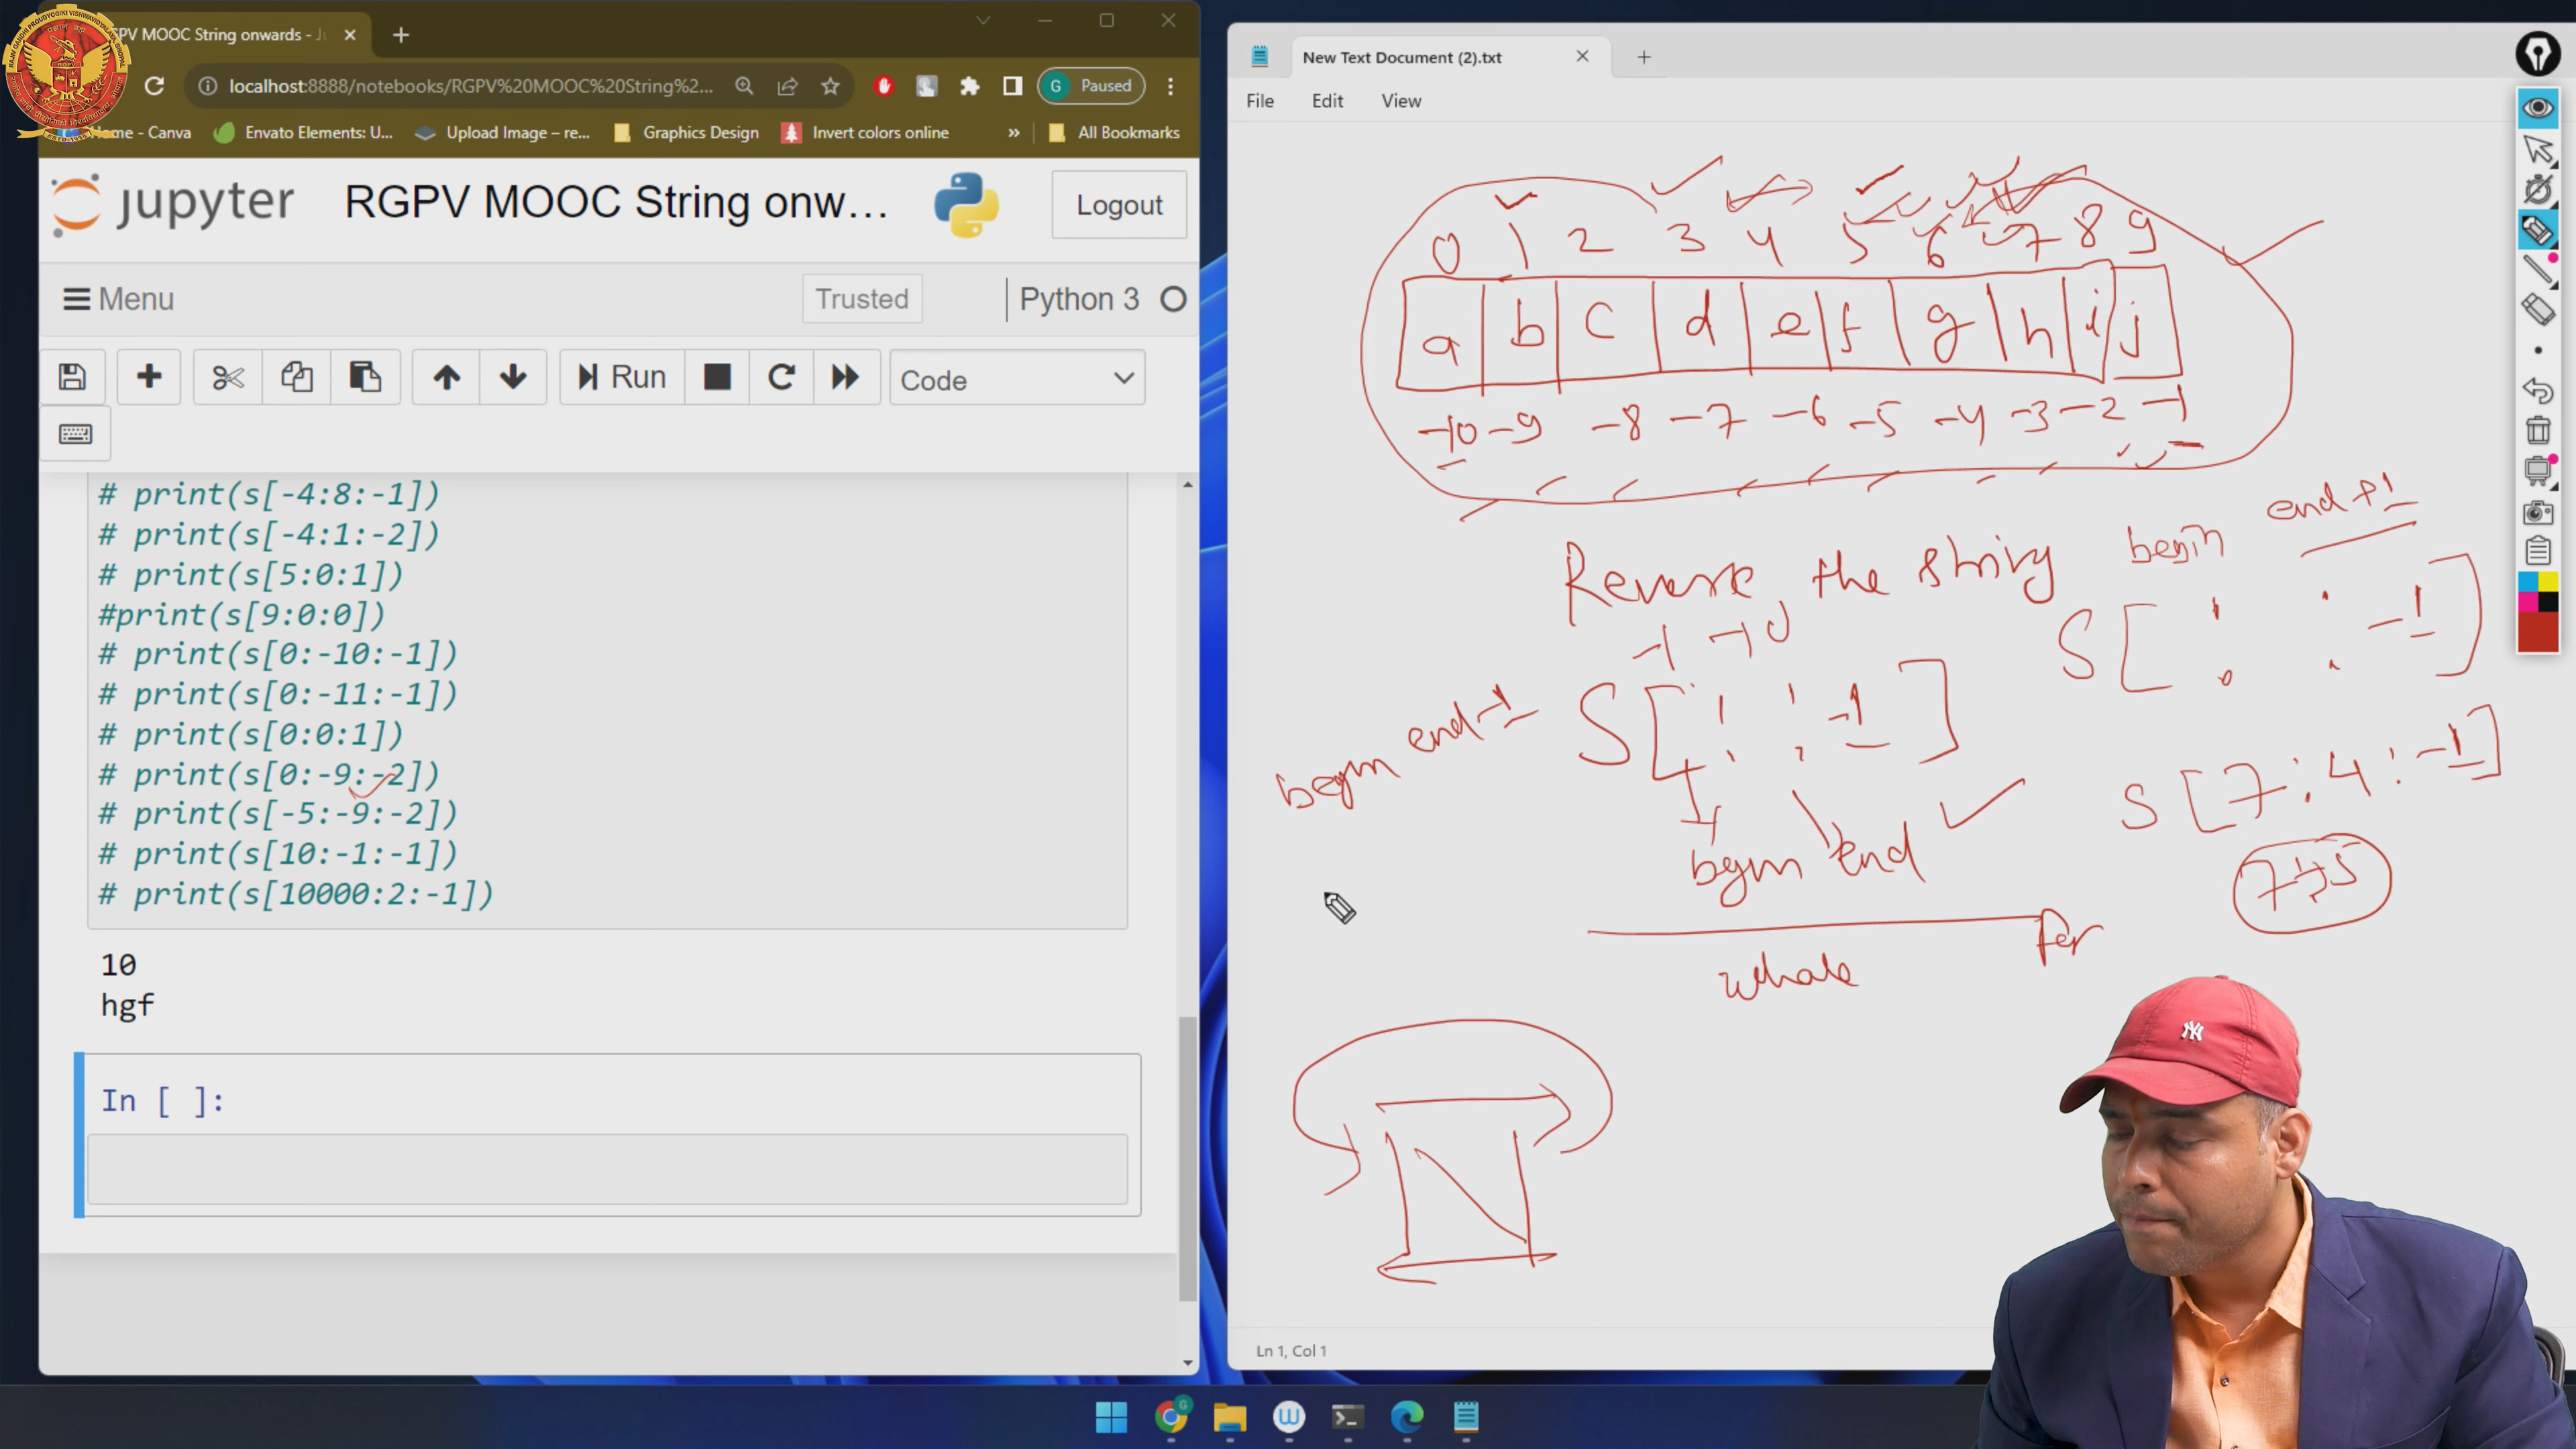 PV MOOC String onwards - Ju
localhost:8888/notebooks/RGPV%20MOOC%20String%2...
G Paused
Home - Canva
Envato Elements: U...
Upload Image – re...
Graphics Design
Invert colors online
»
All Bookmarks
jupyter
RGPV MOOC String onw...
Logout
Menu
Trusted
Python 3
Run
Code
# print(s[-4:8:-1])
# print(s[-4:1:-2])
# print(s[5:0:1])
#print(s[9:0:0])
# print(s[0:-10:-1])
# print(s[0:-11:-1])
# print(s[0:0:1])
# print(s[0:-9:-2])
# print(s[-5:-9:-2])
# print(s[10:-1:-1])
# print(s[10000:2:-1])
10
hgf
In [ ]:
New Text Document (2).txt
File Edit View
0 1 2 3 4 5 6 7 8 9
a b c d e f g h i j
-10 -9 -8 -7 -6 -5 -4 -3 -2 -1
Reverse the string
begin end+1
S[ : : -1]
-1 -10
begin end-1
S[ : : -1]
begin end
S[7:4:-1]
7→5
whole
Ln 1, Col 1
N
NY